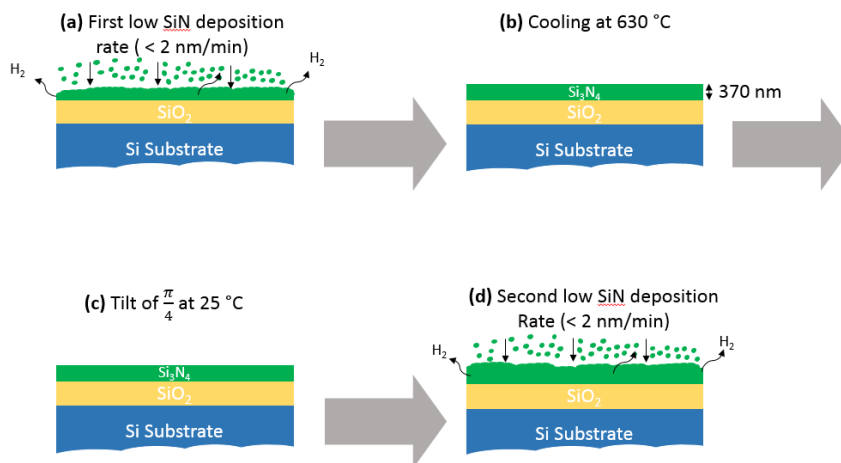 (a) First low SiN deposition
rate ( < 2 nm/min)
H₂
H₂
SiO₂
Si Substrate
(b) Cooling at 630 °C
Si₃N₄
370 nm
SiO₂
Si Substrate
(c) Tilt of π/4 at 25 °C
Si₃N₄
SiO₂
Si Substrate
(d) Second low SiN deposition
Rate (< 2 nm/min)
H₂
H₂
SiO₂
Si Substrate